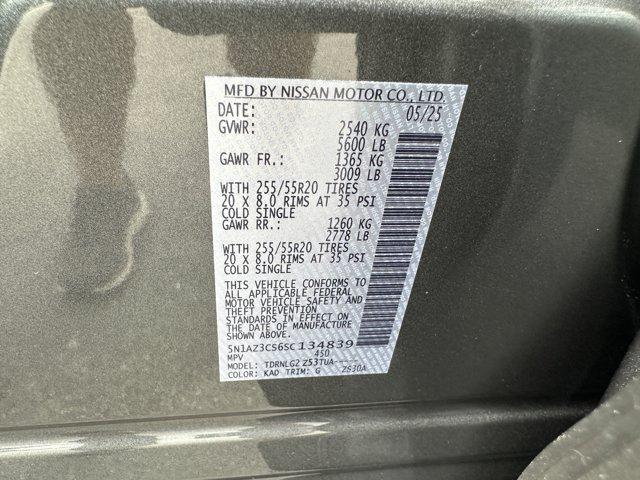 MFD BY NISSAN MOTOR CO., LTD.
DATE: 05/25
GVWR: 2540 KG
5600 LB
GAWR FR.: 1365 KG
3009 LB
WITH 255/55R20 TIRES
20 X 8.0 RIMS AT 35 PSI
COLD SINGLE
GAWR RR.: 1260 KG
2778 LB
WITH 255/55R20 TIRES
20 X 8.0 RIMS AT 35 PSI
COLD SINGLE
THIS VEHICLE CONFORMS TO
ALL APPLICABLE FEDERAL
MOTOR VEHICLE SAFETY AND
THEFT PREVENTION
STANDARDS IN EFFECT ON
THE DATE OF MANUFACTURE
SHOWN ABOVE.
5N1AZ3CS6SC134839
MPV 450
MODEL: TDRNLG2 Z53TUA-----
COLOR: KAD TRIM: G ZS30A